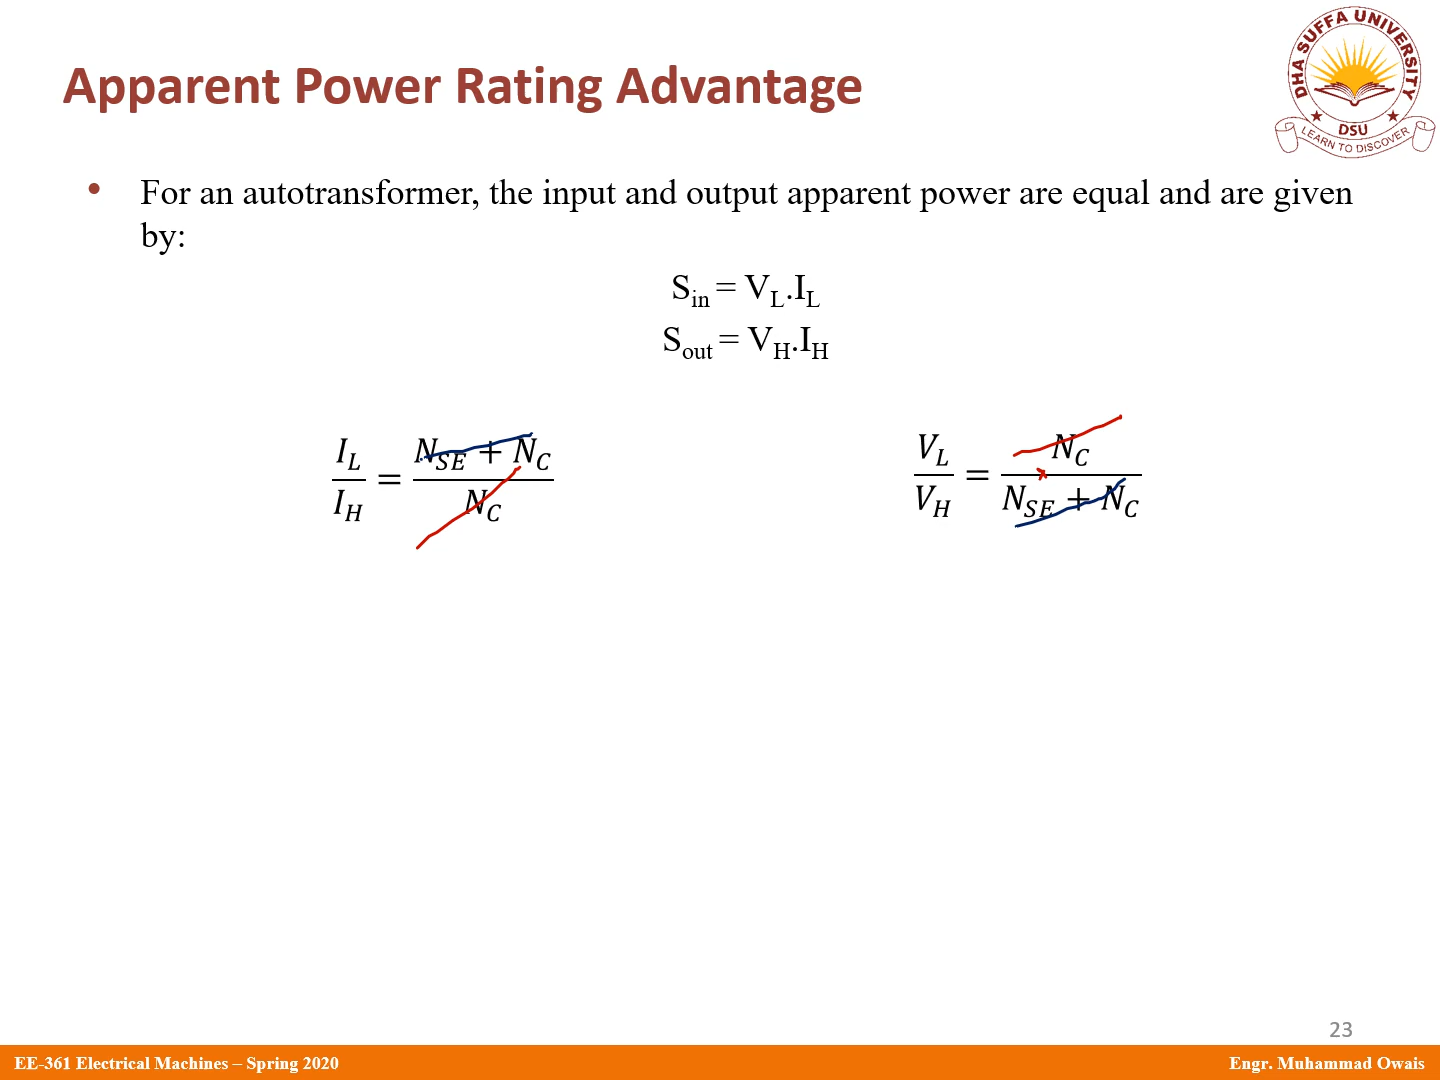 Apparent Power Rating Advantage
DHA SUFFA UNIVERSITY
DSU
LEARN TO DISCOVER
• For an autotransformer, the input and output apparent power are equal and are given
by:
S_in = V_L.I_L
S_out = V_H.I_H
I_L/I_H = (N_SE + N_C)/N_C
V_L/V_H = N_C/(N_SE + N_C)
23
EE-361 Electrical Machines – Spring 2020
Engr. Muhammad Owais